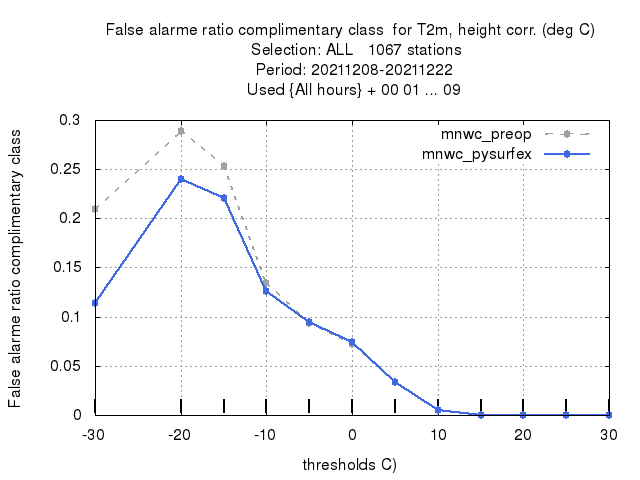 False alarme ratio complimentary class  for T2m, height corr. (deg C)
Selection: ALL   1067 stations
Period: 20211208-20211222
Used {All hours} + 00 01 ... 09
False alarme ratio complimentary class
0.3
0.25
0.2
0.15
0.1
0.05
0
mnwc_preop
mnwc_pysurfex
-30 -20 -10 0 10 20 30
thresholds C)